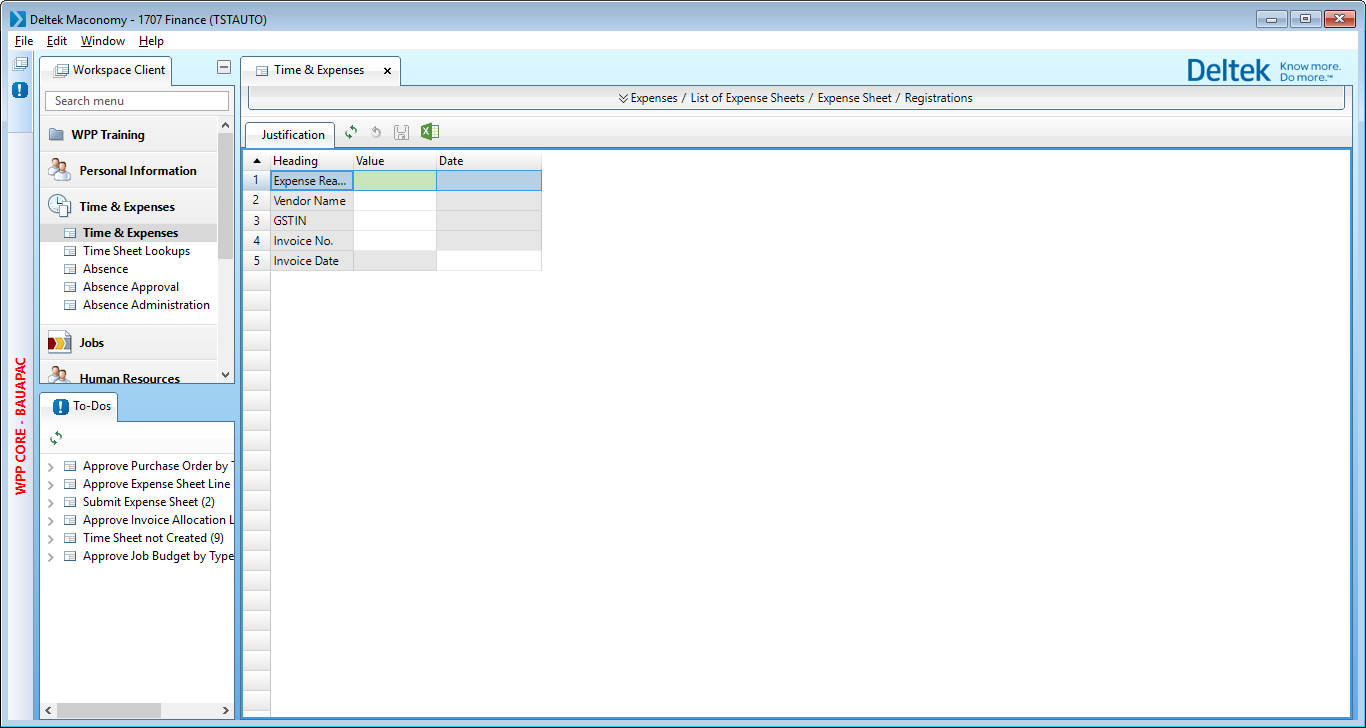 Deltek Maconomy - 1707 Finance (TSTAUTO)
File Edit Window Help
Workspace Client
Search menu
WPP Training
Personal Information
Time & Expenses
Time & Expenses
Time Sheet Lookups
Absence
Absence Approval
Absence Administration
Jobs
Human Resources
WPP CORE - BAUAPAC
To-Dos
Approve Purchase Order by
Approve Expense Sheet Line
Submit Expense Sheet (2)
Approve Invoice Allocation L
Time Sheet not Created (9)
Approve Job Budget by Type
Time & Expenses
Deltek Know more.
Do more.™
Expenses / List of Expense Sheets / Expense Sheet / Registrations
Justification
Heading Value Date
1 Expense Rea...
2 Vendor Name
3 GSTIN
4 Invoice No.
5 Invoice Date